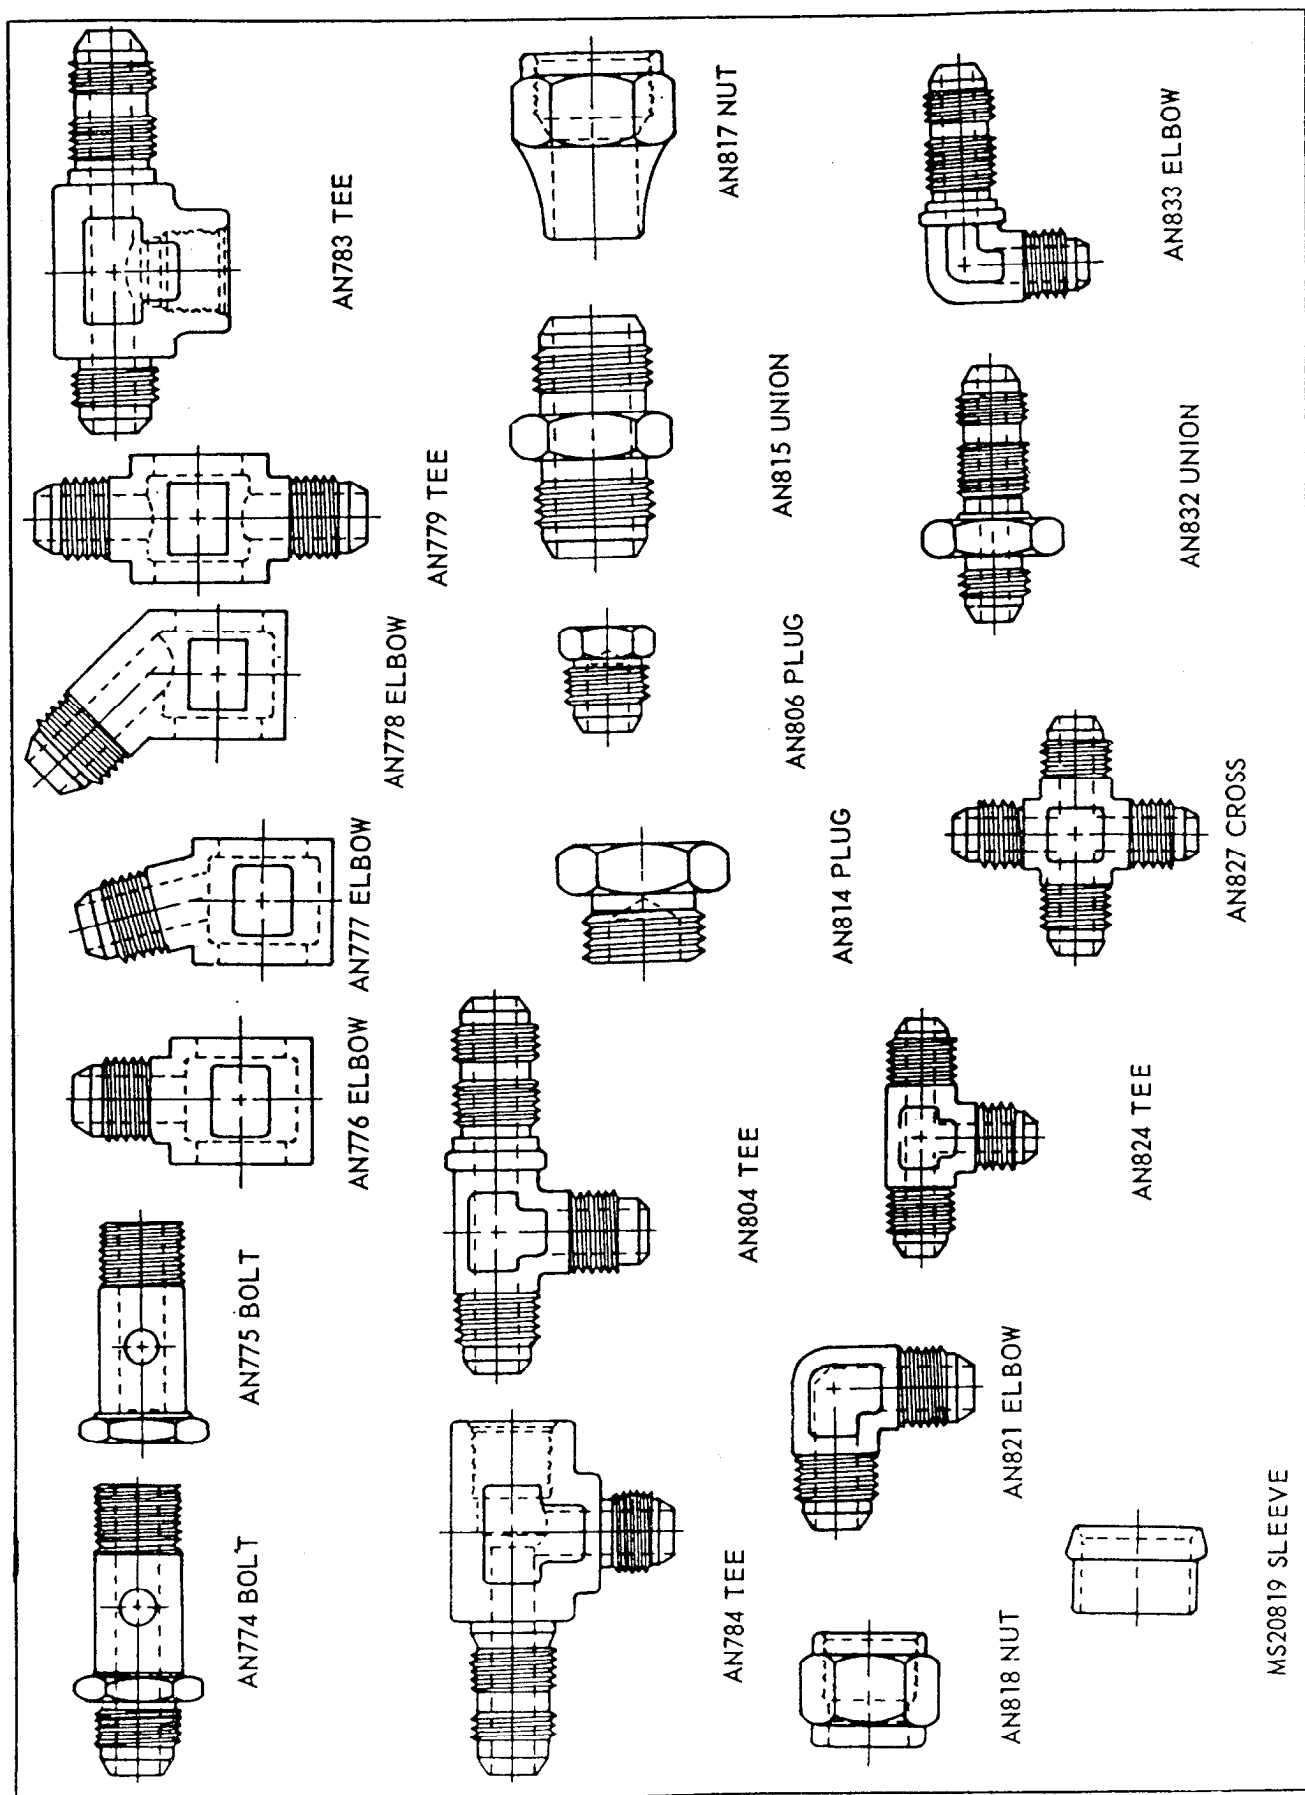 AN774 BOLT
AN775 BOLT
AN776 ELBOW
AN777 ELBOW
AN778 ELBOW
AN779 TEE
AN783 TEE
AN784 TEE
AN804 TEE
AN814 PLUG
AN806 PLUG
AN815 UNION
AN817 NUT
AN818 NUT
AN821 ELBOW
AN824 TEE
AN827 CROSS
AN832 UNION
AN833 ELBOW
MS20819 SLEEVE